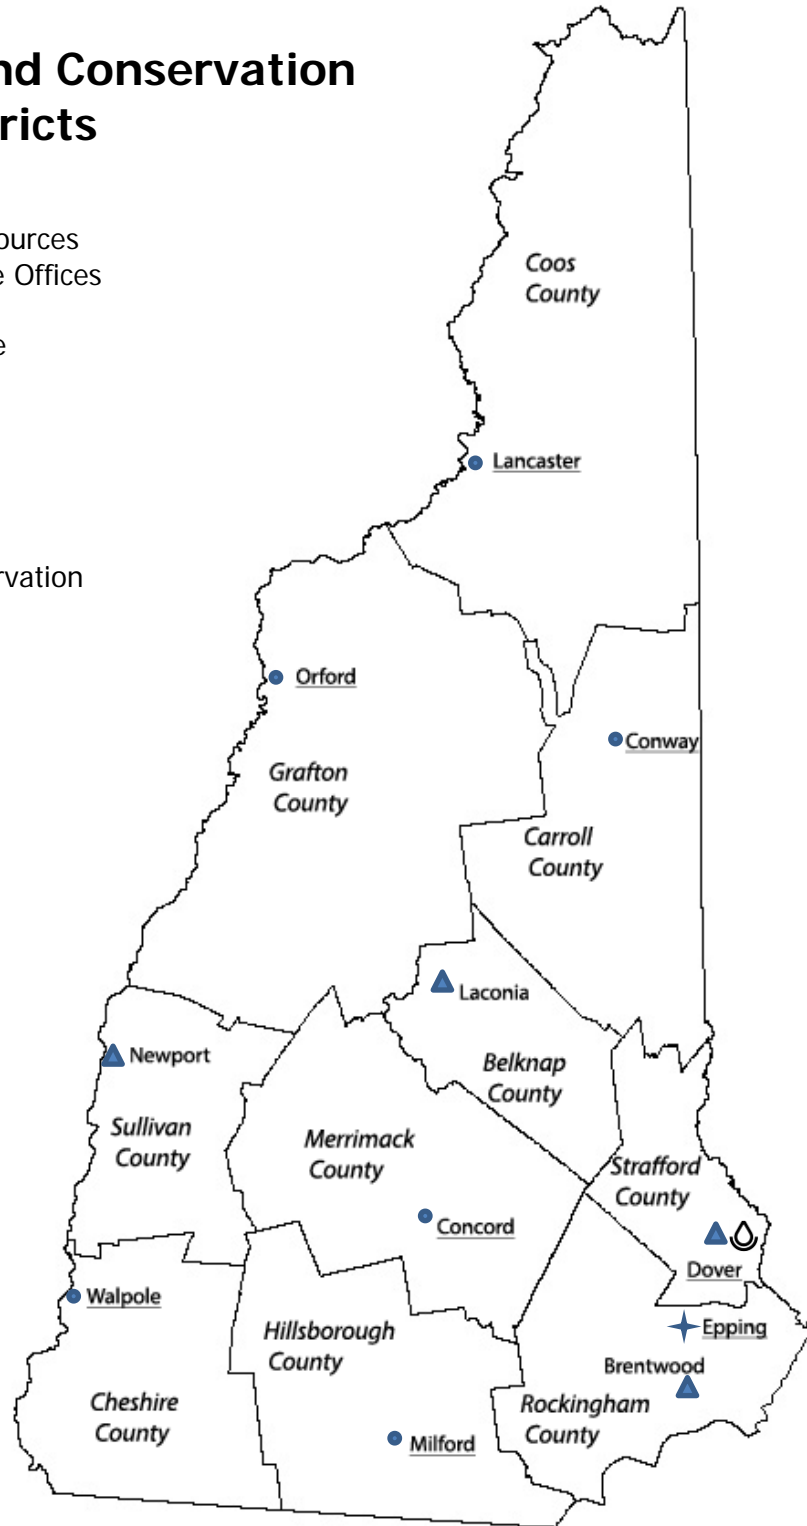 nd Conservation
ricts
ources
e Offices
e
rvation
Coos
County
Lancaster
Orford
Conway
Grafton
County
Carroll
County
Laconia
Newport
Belknap
County
Sullivan
County
Merrimack
County
Strafford
County
Concord
Dover
Walpole
Epping
Hillsborough
County
Brentwood
Cheshire
County
Rockingham
County
Milford